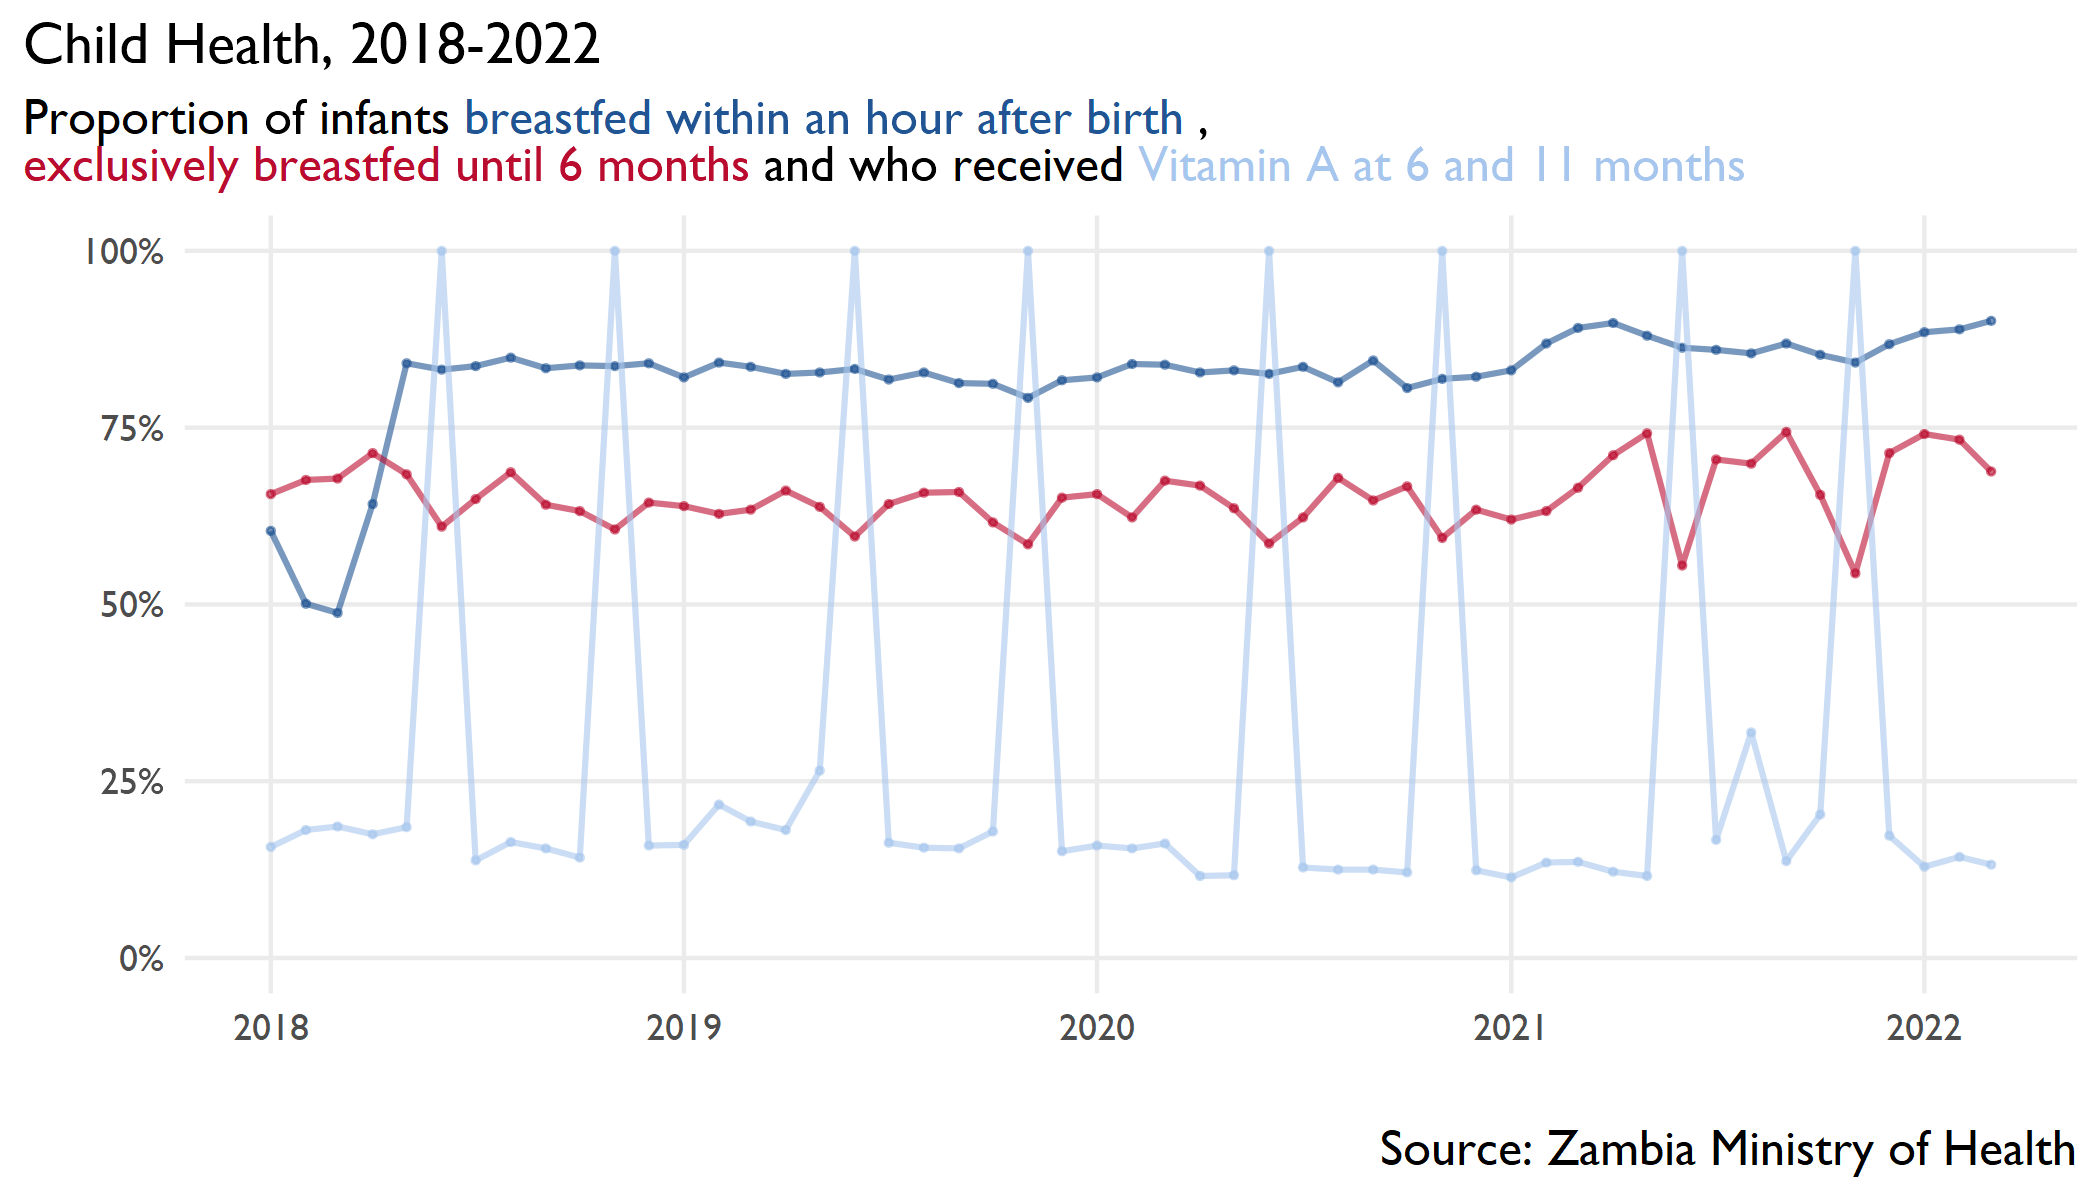 Child Health, 2018-2022
Proportion of infants breastfed within an hour after birth ,
exclusively breastfed until 6 months and who received Vitamin A at 6 and 11 months
100%
75%
50%
25%
0%
2018 2019 2020 2021 2022
Source: Zambia Ministry of Health